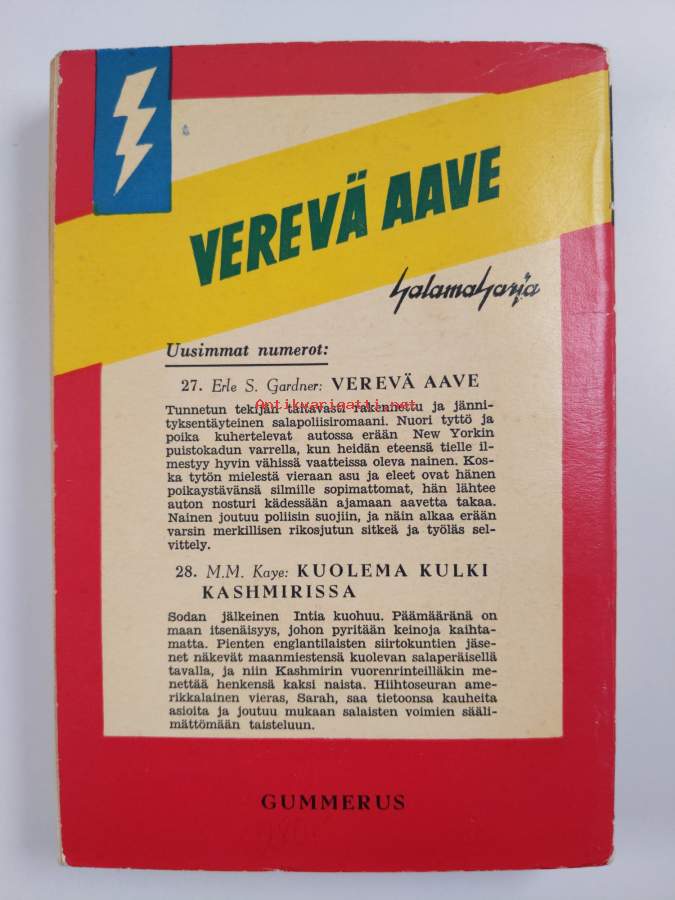 VEREVÄ AAVE
Salamasarja
Uusimmat numerot:
27. Erle S. Gardner: VEREVÄ AAVE
Antikvariaatti.net
Tunnetun tekijän taitavasti rakennettu ja jänni-
tyksentäyteinen salapoliisiromaani. Nuori tyttö ja
poika kuhertelevat autossa erään New Yorkin
puistokadun varrella, kun heidän eteensä tielle il-
mestyy hyvin vähissä vaatteissa oleva nainen. Kos-
ka tytön mielestä vieraan asu ja eleet ovat hänen
poikaystävänsä silmille sopimattomat, hän lähtee
auton nosturi kädessään ajamaan aavetta takaa.
Nainen joutuu poliisin suojiin, ja näin alkaa erään
varsin merkillisen rikosjutun sitkeä ja työläs sel-
vittely.
28. M.M. Kaye: KUOLEMA KULKI
KASHMIRISSA
Sodan jälkeinen Intia kuohuu. Päämääränä on
maan itsenäisyys, johon pyritään keinoja kaihta-
matta. Pienten englantilaisten siirtokuntien jäse-
net näkevät maanmiestensä kuolevan salaperäisellä
tavalla, ja niin Kashmirin vuorenrinteilläkin me-
nettää henkensä kaksi naista. Hiihtoseuran ame-
rikkalainen vieras, Sarah, saa tietoonsa kauheita
asioita ja joutuu mukaan salaisten voimien sääli-
mättömään taisteluun.
GUMMERUS